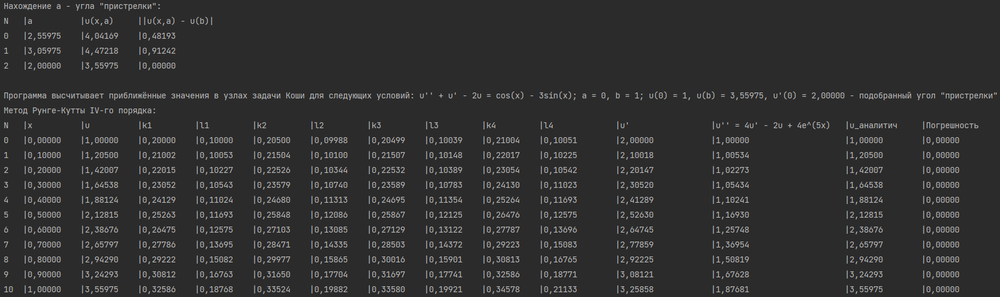 Нахождение a - угла "пристрелки":
N |a |u(x,a) ||u(x,a) - u(b)|
0 |2,55975 |4,04169 |0,48193
1 |3,05975 |4,47218 |0,91242
2 |2,00000 |3,55975 |0,00000
Программа высчитывает приближённые значения в узлах задачи Коши для следующих условий: u'' + u' - 2u = cos(x) - 3sin(x); a = 0, b = 1; u(0) = 1, u(b) = 3,55975, u'(0) = 2,00000 - подобранный угол "пристрелки"
Метод Рунге-Кутты IV-го порядка:
N |x |u |k1 |l1 |k2 |l2 |k3 |l3 |k4 |l4 |u' |u'' = 4u' - 2u + 4e^(5x) |u_аналитич |Погрешность
0 |0,00000 |1,00000 |0,20000 |0,10000 |0,20500 |0,09988 |0,20499 |0,10039 |0,21004 |0,10051 |2,00000 |1,00000 |1,00000 |0,00000
1 |0,10000 |1,20500 |0,21002 |0,10053 |0,21504 |0,10100 |0,21507 |0,10148 |0,22017 |0,10225 |2,10018 |1,00534 |1,20500 |0,00000
2 |0,20000 |1,42007 |0,22015 |0,10227 |0,22526 |0,10344 |0,22532 |0,10389 |0,23054 |0,10542 |2,20147 |1,02273 |1,42007 |0,00000
3 |0,30000 |1,64538 |0,23052 |0,10543 |0,23579 |0,10740 |0,23589 |0,10783 |0,24130 |0,11023 |2,30520 |1,05434 |1,64538 |0,00000
4 |0,40000 |1,88124 |0,24129 |0,11024 |0,24680 |0,11313 |0,24695 |0,11354 |0,25264 |0,11693 |2,41289 |1,10241 |1,88124 |0,00000
5 |0,50000 |2,12815 |0,25263 |0,11693 |0,25848 |0,12086 |0,25867 |0,12125 |0,26476 |0,12575 |2,52630 |1,16930 |2,12815 |0,00000
6 |0,60000 |2,38676 |0,26475 |0,12575 |0,27103 |0,13085 |0,27129 |0,13122 |0,27787 |0,13696 |2,64745 |1,25748 |2,38676 |0,00000
7 |0,70000 |2,65797 |0,27786 |0,13695 |0,28471 |0,14335 |0,28503 |0,14372 |0,29223 |0,15083 |2,77859 |1,36954 |2,65797 |0,00000
8 |0,80000 |2,94290 |0,29222 |0,15082 |0,29977 |0,15865 |0,30016 |0,15901 |0,30813 |0,16765 |2,92225 |1,50819 |2,94290 |0,00000
9 |0,90000 |3,24293 |0,30812 |0,16763 |0,31650 |0,17704 |0,31697 |0,17741 |0,32586 |0,18771 |3,08121 |1,67628 |3,24293 |0,00000
10 |1,00000 |3,55975 |0,32586 |0,18768 |0,33524 |0,19882 |0,33580 |0,19921 |0,34578 |0,21133 |3,25858 |1,87681 |3,55975 |0,00000